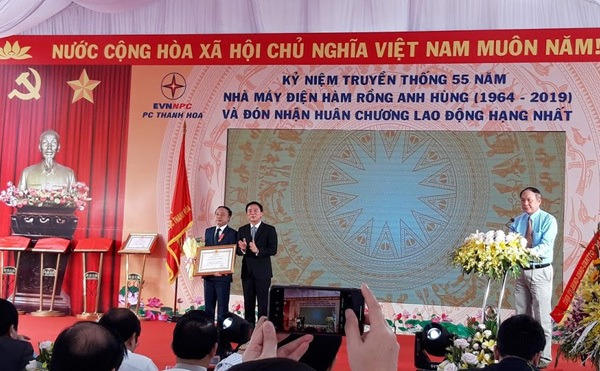 NƯỚC CỘNG HÒA XÃ HỘI CHỦ NGHĨA VIỆT NAM MUÔN NĂM!
KỶ NIỆM TRUYỀN THỐNG 55 NĂM
NHÀ MÁY ĐIỆN HÀM RỒNG ANH HÙNG (1964 - 2019)
VÀ ĐÓN NHẬN HUÂN CHƯƠNG LAO ĐỘNG HẠNG NHẤT
EVNNPC
PC THANH HOA